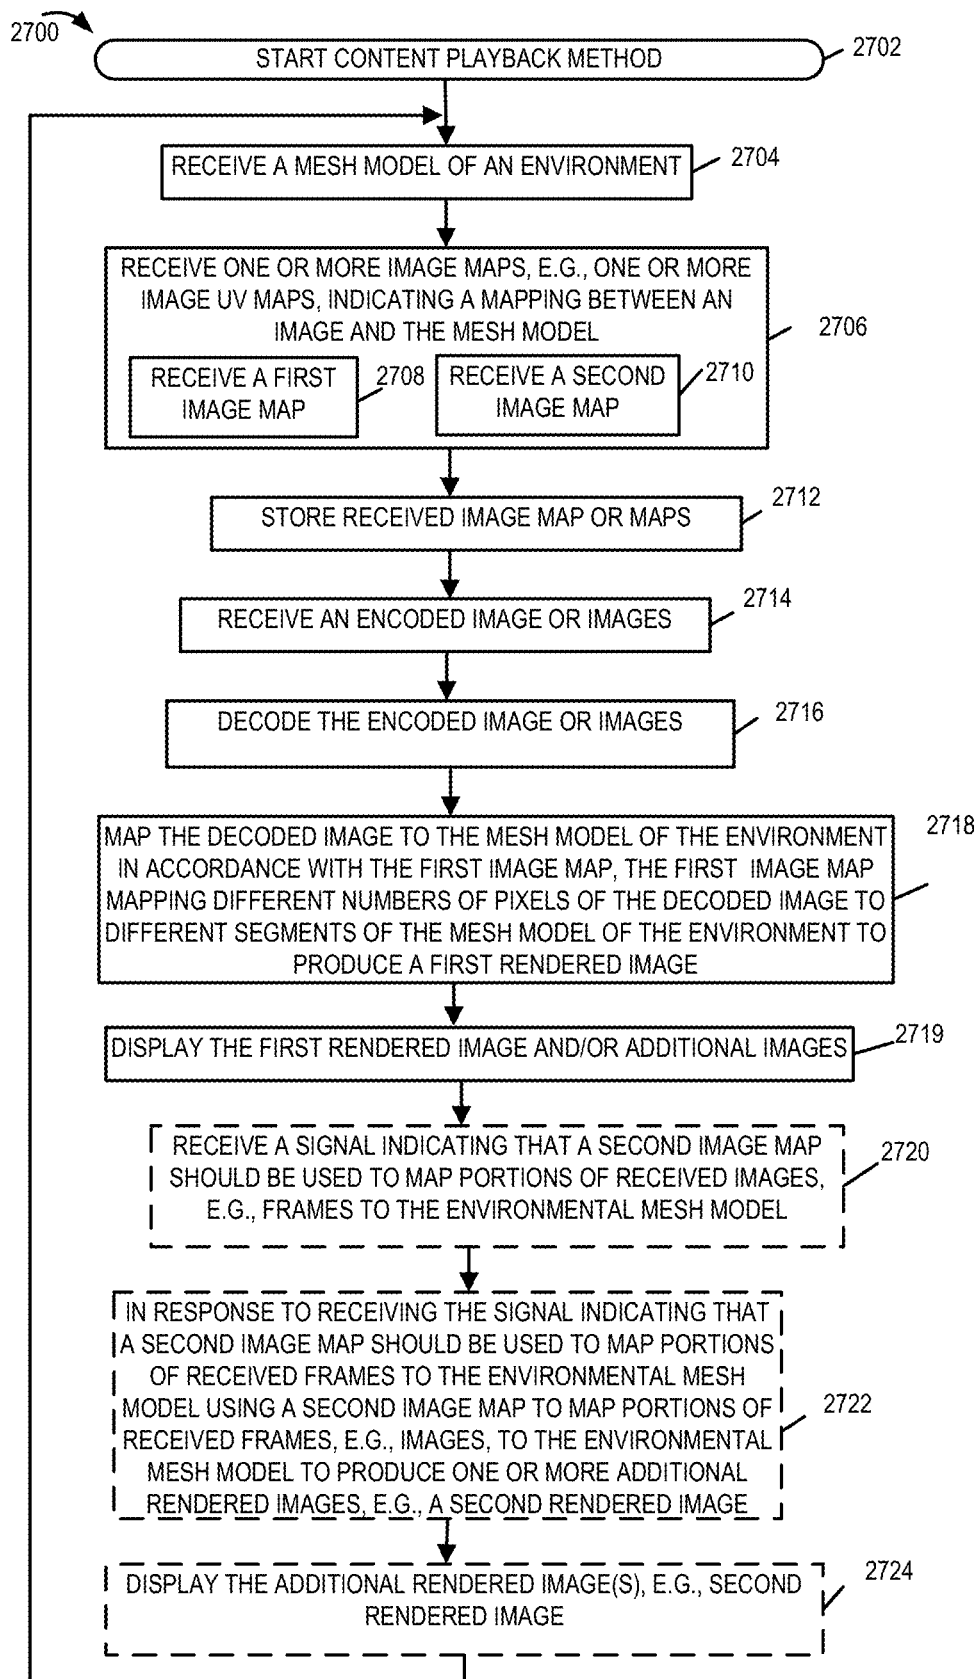 2700
START CONTENT PLAYBACK METHOD
2702
RECEIVE A MESH MODEL OF AN ENVIRONMENT
2704
RECEIVE ONE OR MORE IMAGE MAPS, E.G., ONE OR MORE
IMAGE UV MAPS, INDICATING A MAPPING BETWEEN AN
IMAGE AND THE MESH MODEL
2706
RECEIVE A FIRST
IMAGE MAP
2708
RECEIVE A SECOND
IMAGE MAP
2710
STORE RECEIVED IMAGE MAP OR MAPS
2712
RECEIVE AN ENCODED IMAGE OR IMAGES
2714
DECODE THE ENCODED IMAGE OR IMAGES
2716
MAP THE DECODED IMAGE TO THE MESH MODEL OF THE ENVIRONMENT
IN ACCORDANCE WITH THE FIRST IMAGE MAP, THE FIRST IMAGE MAP
MAPPING DIFFERENT NUMBERS OF PIXELS OF THE DECODED IMAGE TO
DIFFERENT SEGMENTS OF THE MESH MODEL OF THE ENVIRONMENT TO
PRODUCE A FIRST RENDERED IMAGE
2718
DISPLAY THE FIRST RENDERED IMAGE AND/OR ADDITIONAL IMAGES
2719
RECEIVE A SIGNAL INDICATING THAT A SECOND IMAGE MAP
SHOULD BE USED TO MAP PORTIONS OF RECEIVED IMAGES,
E.G., FRAMES TO THE ENVIRONMENTAL MESH MODEL
2720
IN RESPONSE TO RECEIVING THE SIGNAL INDICATING THAT
A SECOND IMAGE MAP SHOULD BE USED TO MAP PORTIONS
OF RECEIVED FRAMES TO THE ENVIRONMENTAL MESH
MODEL USING A SECOND IMAGE MAP TO MAP PORTIONS OF
RECEIVED FRAMES, E.G., IMAGES, TO THE ENVIRONMENTAL
MESH MODEL TO PRODUCE ONE OR MORE ADDITIONAL
RENDERED IMAGES, E.G., A SECOND RENDERED IMAGE
2722
DISPLAY THE ADDITIONAL RENDERED IMAGE(S), E.G., SECOND
RENDERED IMAGE
2724